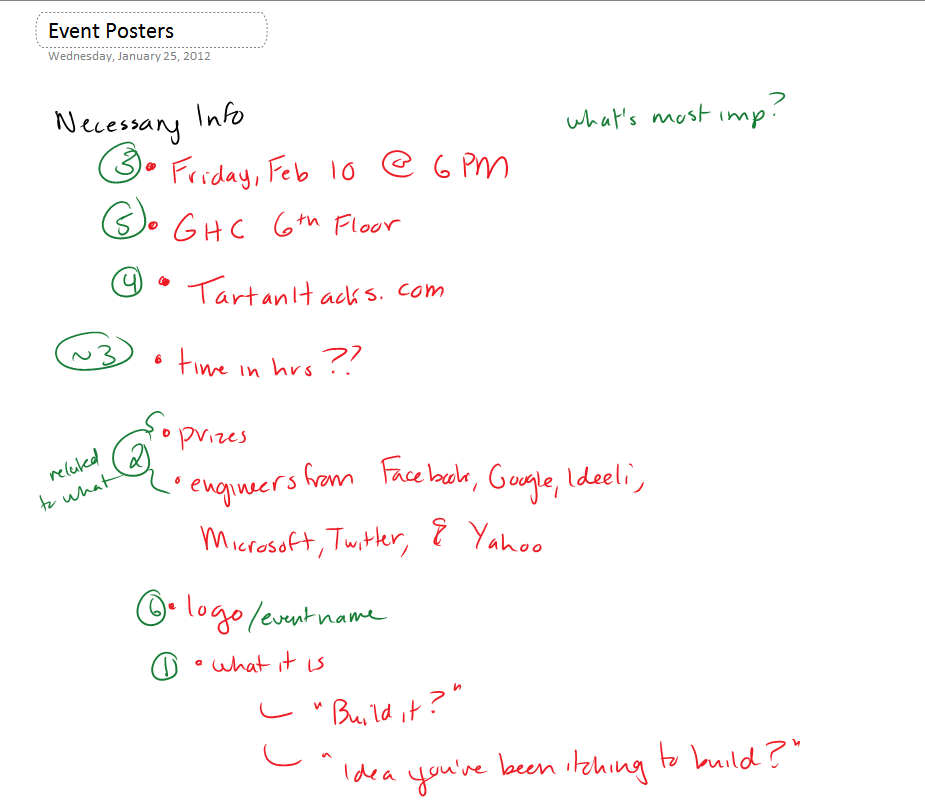 Event Posters
Wednesday, January 25, 2012
Necessary Info
what's most imp?
③ • Friday, Feb 10 @ 6 PM
⑤ • GHC 6th Floor
④ • TartanHacks.com
~3 • time in hrs ??
• prizes
② related to what
• engineers from Facebook, Google, Ideeli,
Microsoft, Twitter, & Yahoo
⑥ • logo/event name
① • what it is
"Build it?"
"Idea you've been itching to build?"